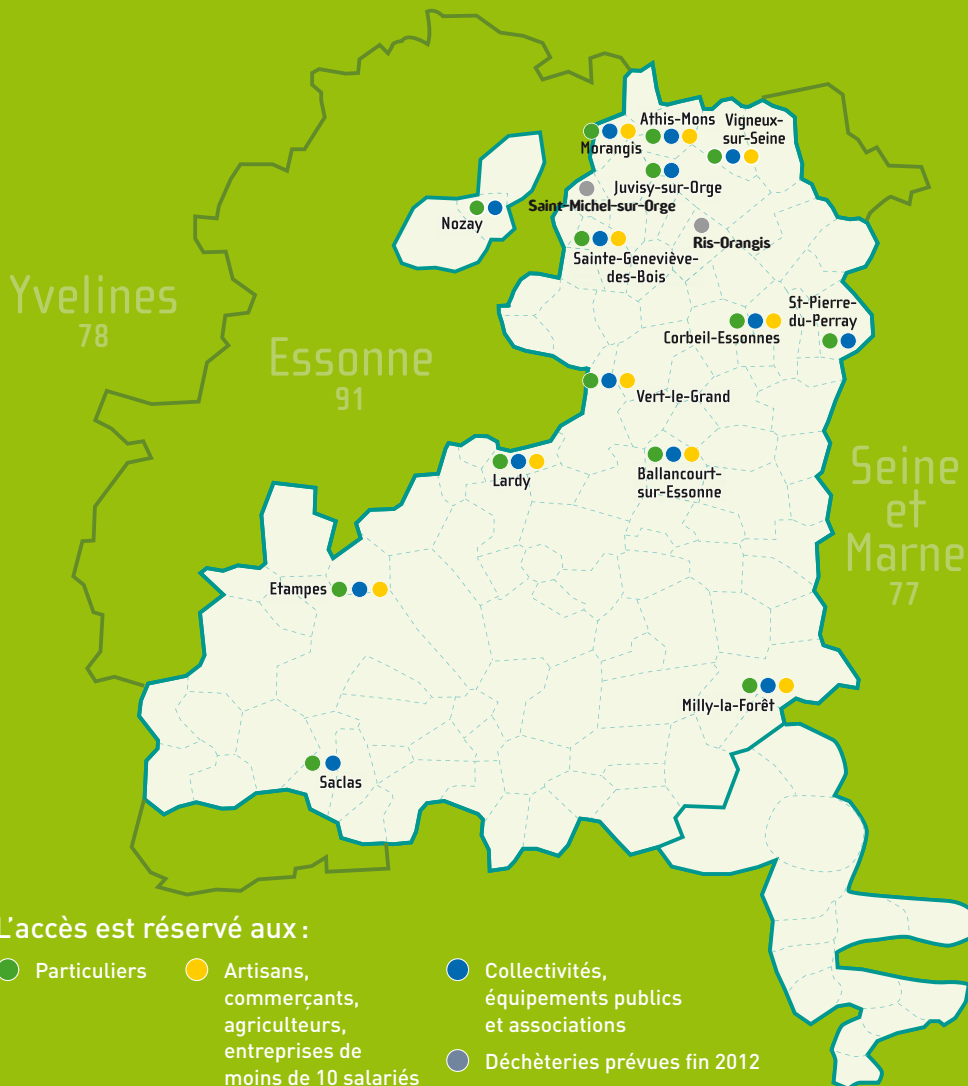 Athis-Mons
Vigneux-
sur-Seine
Morangis
Juvisy-sur-Orge
Saint-Michel-sur-Orge
Nozay
Ris-Orangis
Sainte-Geneviève-
des-Bois
Yvelines
78
St-Pierre-
du-Perray
Corbeil-Essonnes
Essonne
91
Vert-le-Grand
Lardy
Ballancourt-
sur-Essonne
Seine
et
Marne
77
Etampes
Milly-la-Forêt
Saclas
L'accès est réservé aux :
Particuliers
Artisans,
commerçants,
agriculteurs,
entreprises de
moins de 10 salariés
Collectivités,
équipements publics
et associations
Déchèteries prévues fin 2012